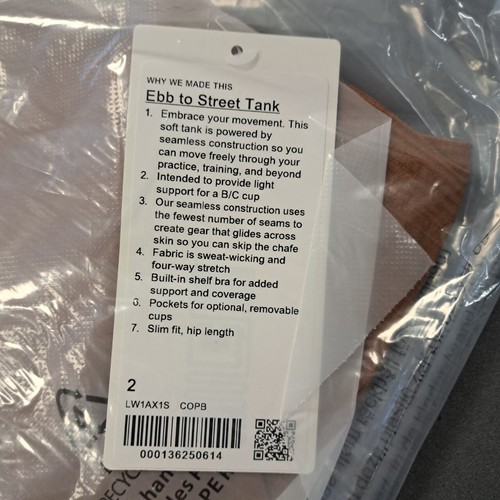 WHY WE MADE THIS
Ebb to Street Tank
1. Embrace your movement. This
soft tank is powered by
seamless construction so you
can move freely through your
practice, training, and beyond
2. Intended to provide light
support for a B/C cup
3. Our seamless construction uses
the fewest number of seams to
create gear that glides across
skin so you can skip the chafe
4. Fabric is sweat-wicking and
four-way stretch
5. Built-in shelf bra for added
support and coverage
6. Pockets for optional, removable
cups
7. Slim fit, hip length
2
LW1AX1S COPB
000136250614